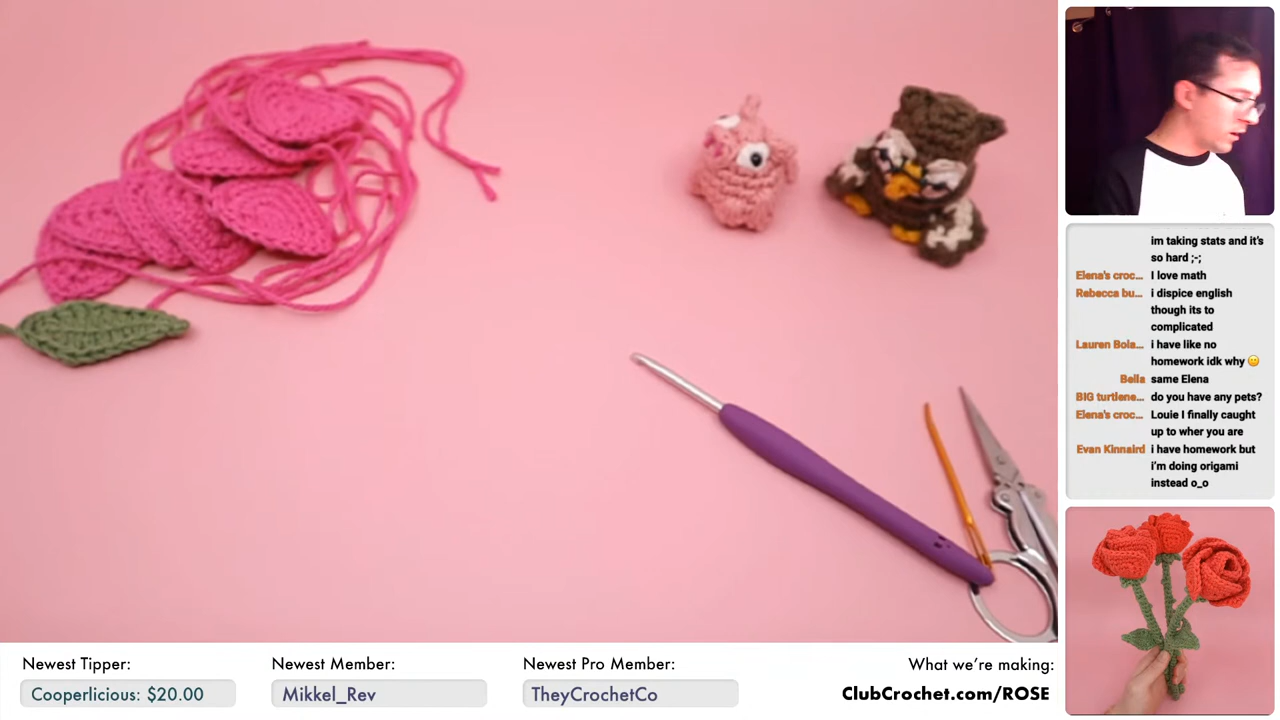 im taking stats and it's
so hard ;-;
Elena's croc... I love math
Rebecca bu... i dispice english
though its to
complicated
Lauren Bola... i have like no
homework idk why 😑
Bella same Elena
BIG turtlene... do you have any pets?
Elena's croc... Louie I finally caught
up to wher you are
Evan Kinnaird i have homework but
i'm doing origami
instead o_o
Newest Tipper:
Cooperlicious: $20.00
Newest Member:
Mikkel_Rev
Newest Pro Member:
TheyCrochetCo
What we're making:
ClubCrochet.com/ROSE